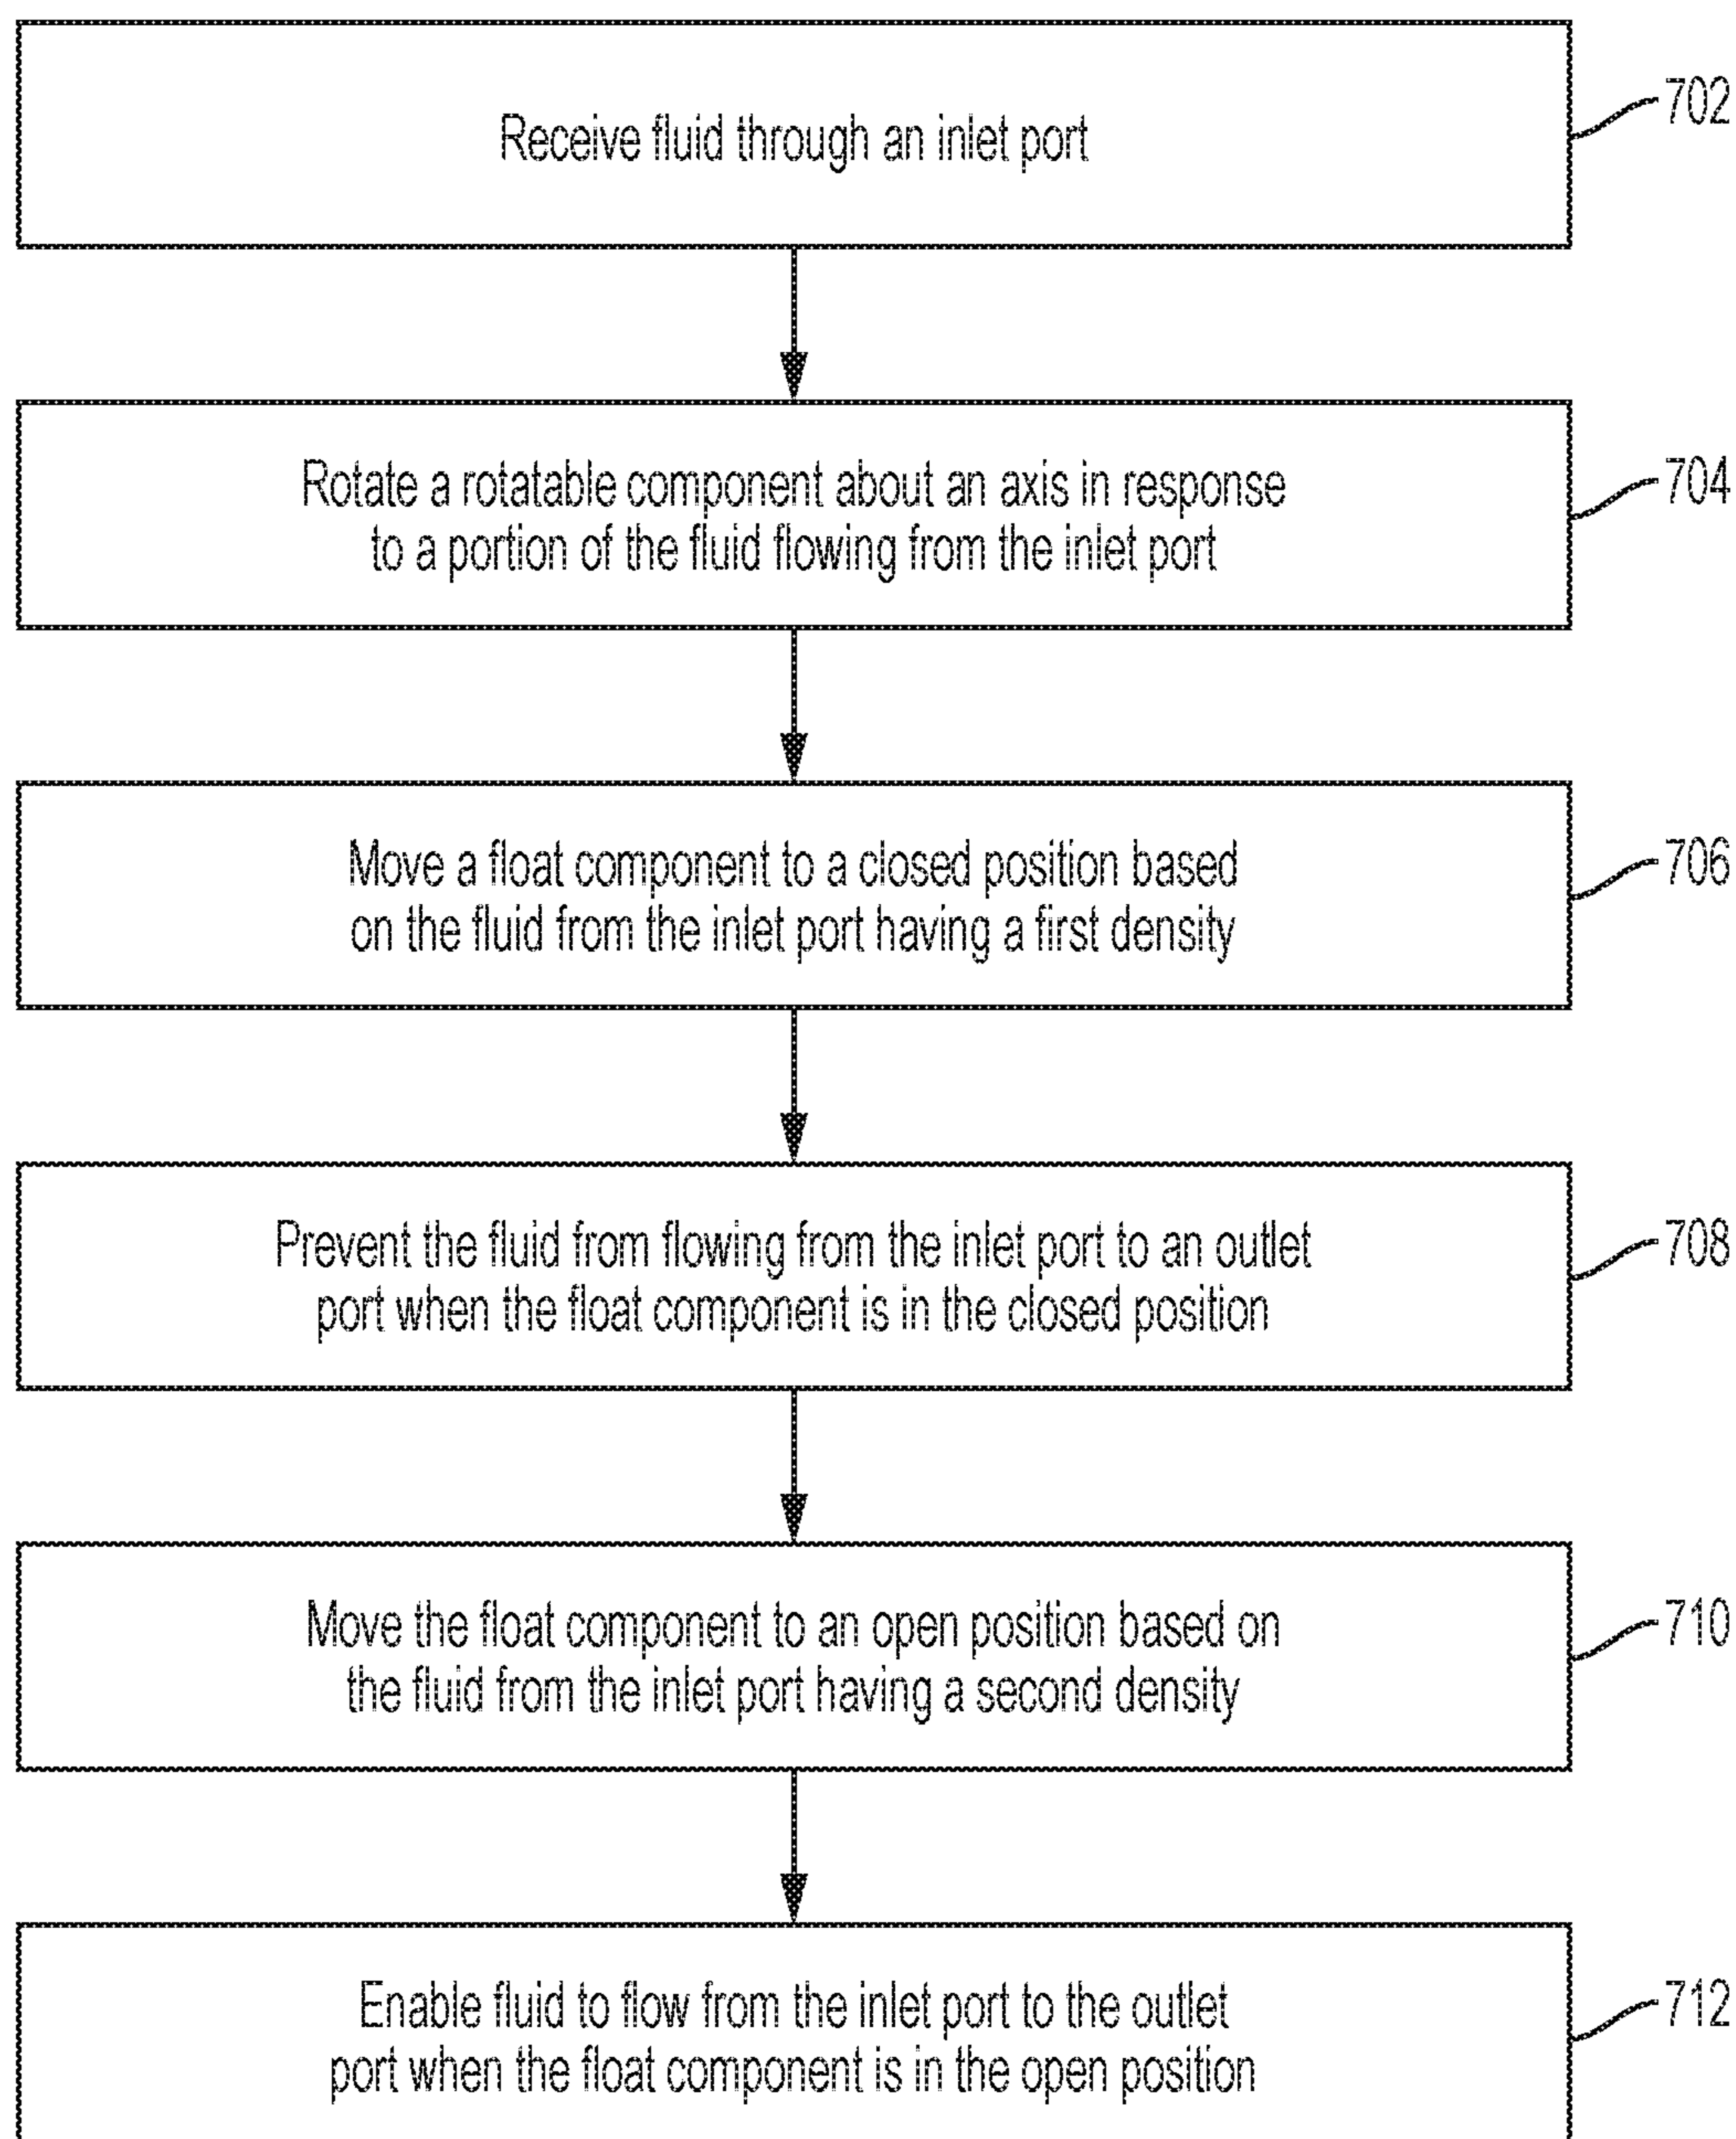 Receive fluid through an inlet port
702
Rotate a rotatable component about an axis in response
to a portion of the fluid flowing from the inlet port
704
Move a float component to a closed position based
on the fluid from the inlet port having a first density
706
Prevent the fluid from flowing from the inlet port to an outlet
port when the float component is in the closed position
708
Move the float component to an open position based on
the fluid from the inlet port having a second density
710
Enable fluid to flow from the inlet port to the outlet
port when the float component is in the open position
712